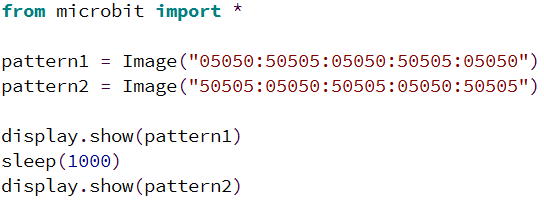 from microbit import *
pattern1 = Image("05050:50505:05050:50505:05050")
pattern2 = Image("50505:05050:50505:05050:50505")
display.show(pattern1)
sleep(1000)
display.show(pattern2)